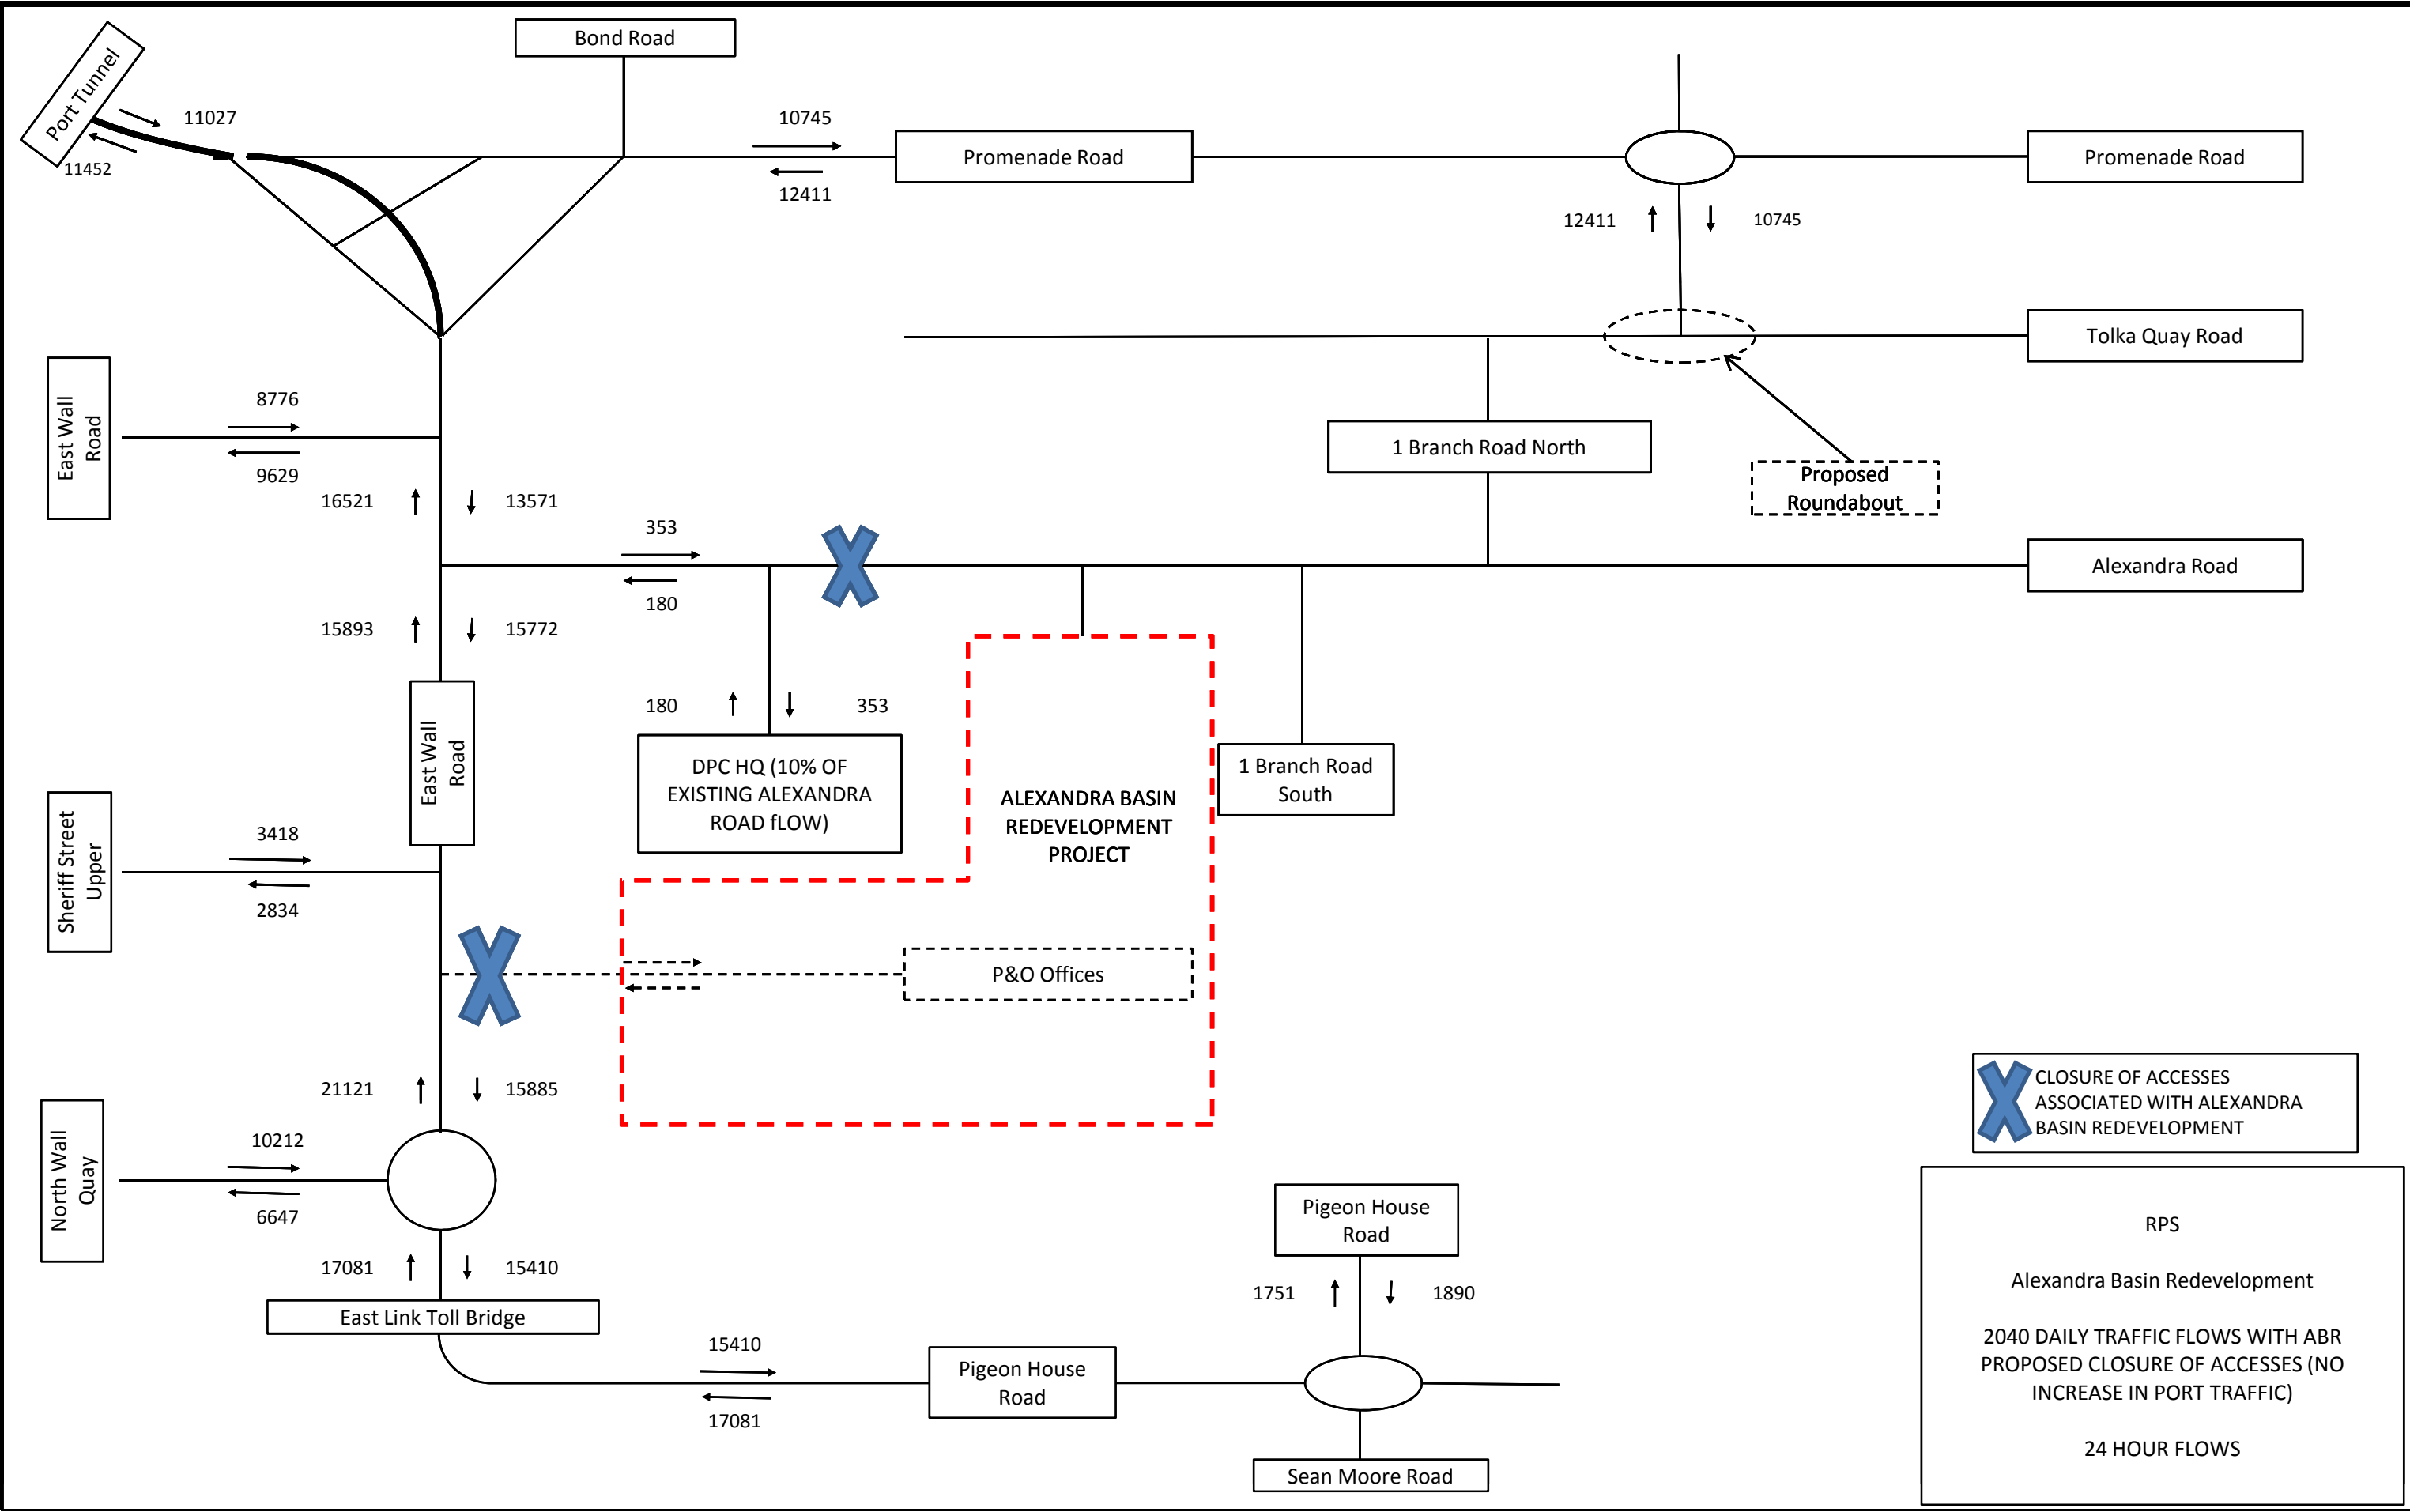 Bond Road
Port Tunnel
11027
11452
10745
12411
Promenade Road
Promenade Road
12411
10745
Tolka Quay Road
East Wall
Road
8776
9629
16521
13571
1 Branch Road North
Proposed
Roundabout
353
180
Alexandra Road
15893
15772
180
353
East Wall
Road
DPC HQ (10% OF
EXISTING ALEXANDRA
ROAD fLOW)
ALEXANDRA BASIN
REDEVELOPMENT
PROJECT
1 Branch Road
South
Sheriff Street
Upper
3418
2834
P&O Offices
21121
15885
North Wall
Quay
10212
6647
17081
15410
East Link Toll Bridge
15410
17081
Pigeon House
Road
Pigeon House
Road
1751
1890
Sean Moore Road
CLOSURE OF ACCESSES
ASSOCIATED WITH ALEXANDRA
BASIN REDEVELOPMENT
RPS
Alexandra Basin Redevelopment
2040 DAILY TRAFFIC FLOWS WITH ABR
PROPOSED CLOSURE OF ACCESSES (NO
INCREASE IN PORT TRAFFIC)
24 HOUR FLOWS